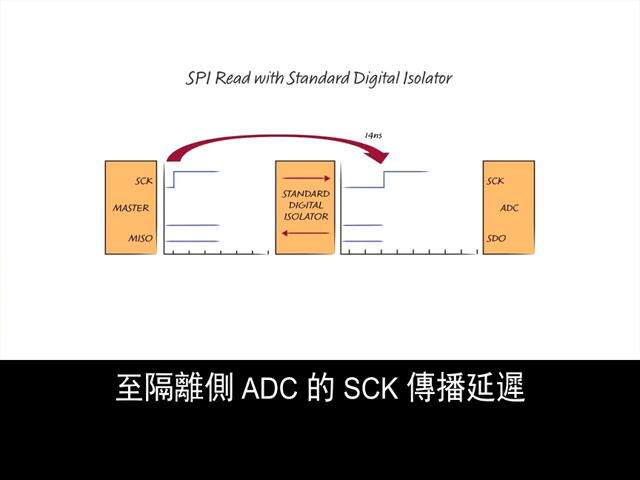 SPI Read with Standard Digital Isolator
14ns
SCK
MASTER
MISO
STANDARD
DIGITAL
ISOLATOR
SCK
ADC
SDO
至隔離側 ADC 的 SCK 傳播延遲